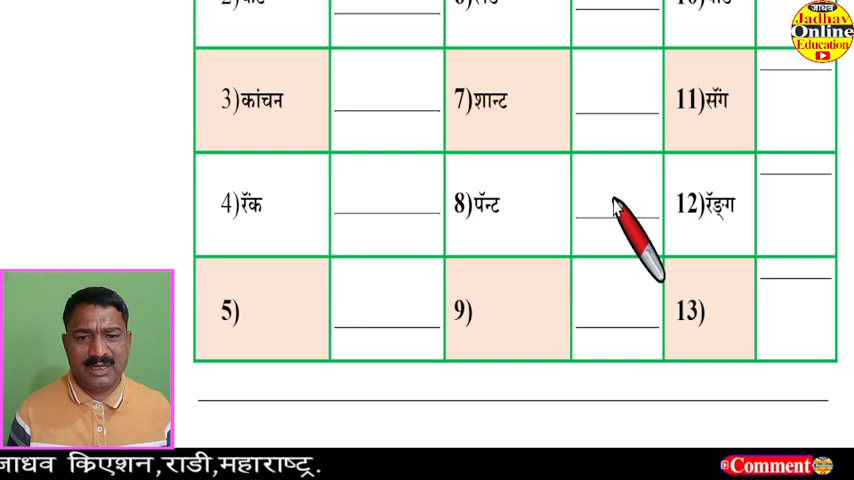 जाधव
Jadhav
Online
Education
3)कांचन
7)शान्ट
11)सॅंग
4)रॅंक
8)पॅन्ट
12)रॅङ्ग
5)
9)
13)
जाधव किएशन,राडी,महाराष्ट्र.
Comment